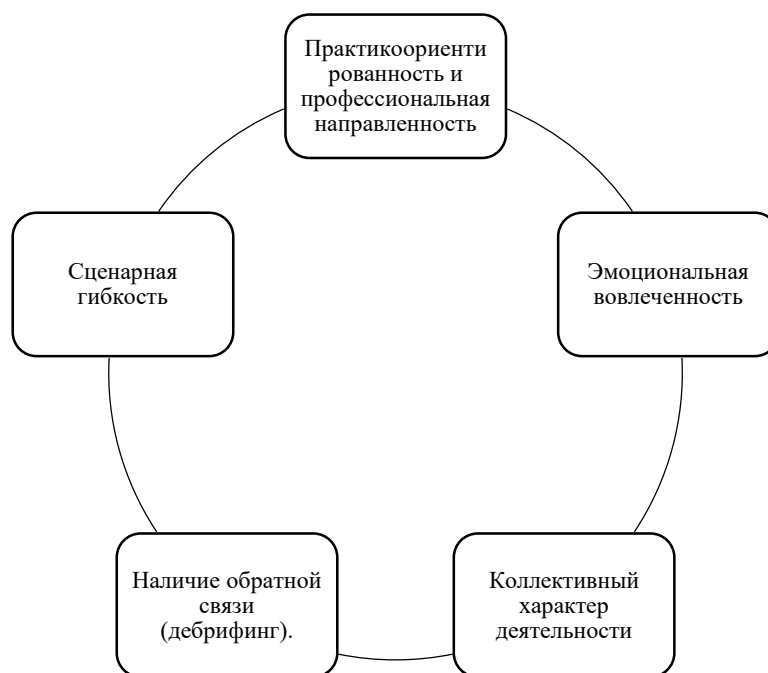 Практикоориенти
рованность и
профессиональная
направленность
Эмоциональная
вовлеченность
Коллективный
характер
деятельности
Наличие обратной
связи
(дебрифинг).
Сценарная
гибкость